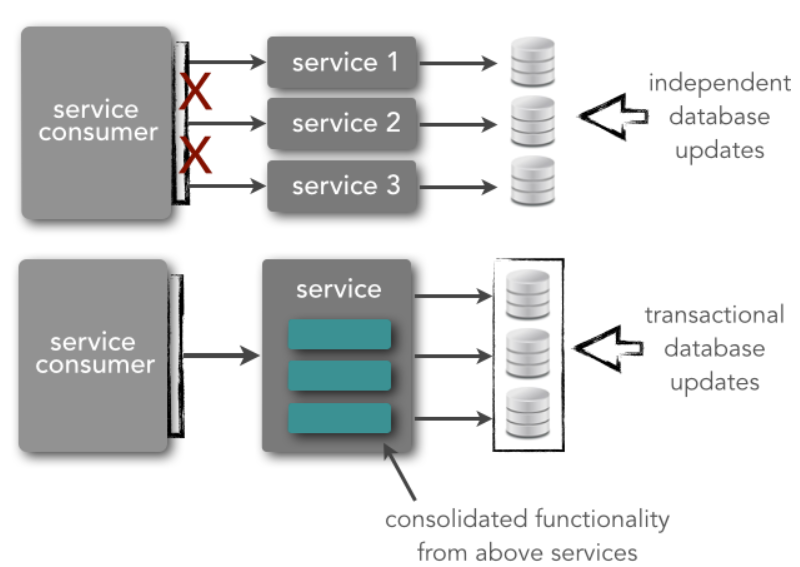 service
consumer
service 1
service 2
service 3
X
X
independent
database
updates
service
consumer
service
transactional
database
updates
consolidated functionality
from above services